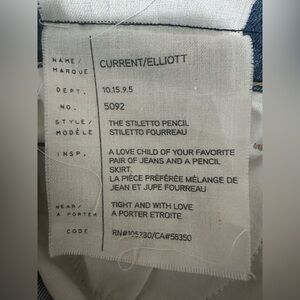 NAME/ CURRENT/ELLIOTT
MARQUE
DEPT. 10.15.9.5
NO. 5092
STYLE/ THE STILETTO PENCIL
MODÈLE STILETTO FOURREAU
INSP. A LOVE CHILD OF YOUR FAVORITE
PAIR OF JEANS AND A PENCIL
SKIRT.
LA PIÈCE PRÉFÉRÉE MÉLANGE DE
JEAN ET JUPE FOURREAU
WEAR/ TIGHT AND WITH LOVE
A PORTER A PORTER ETROITE
CODE RN#105730/CA#58350